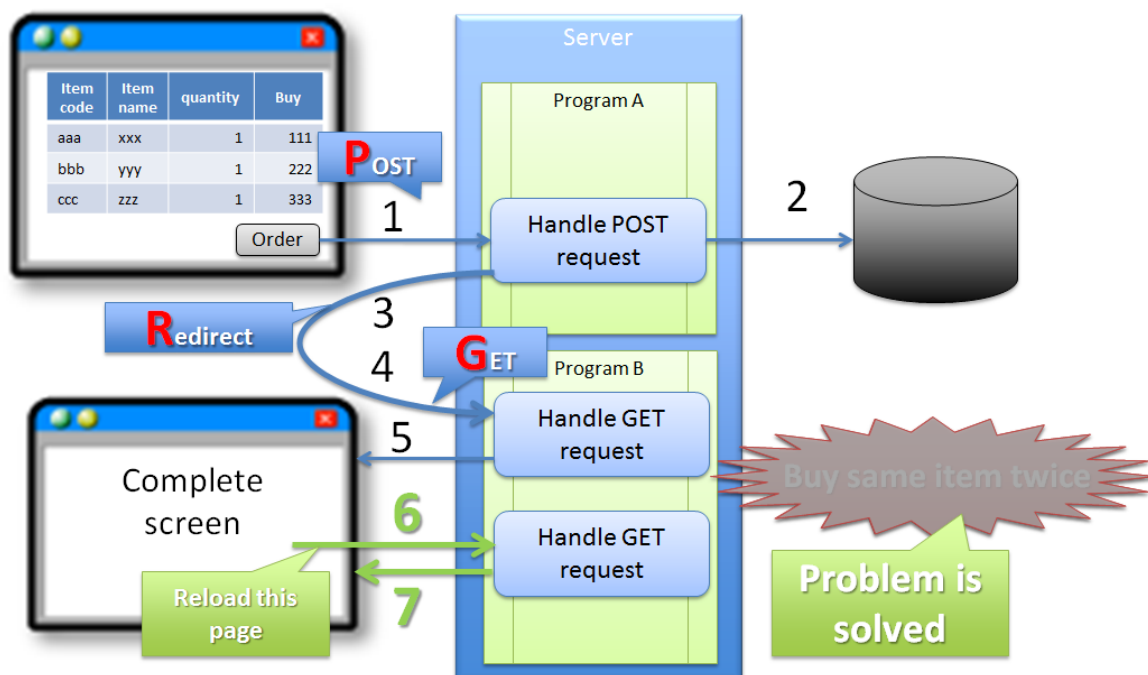 Server
Item code
Item name
quantity
Buy
aaa xxx 1 111
bbb yyy 1 222
ccc zzz 1 333
Order
POST
1
Program A
Handle POST
request
2
Redirect
3
4
GET
Program B
Handle GET
request
5
Complete
screen
Buy same item twice
6
Handle GET
request
7
Reload this
page
Problem is
solved